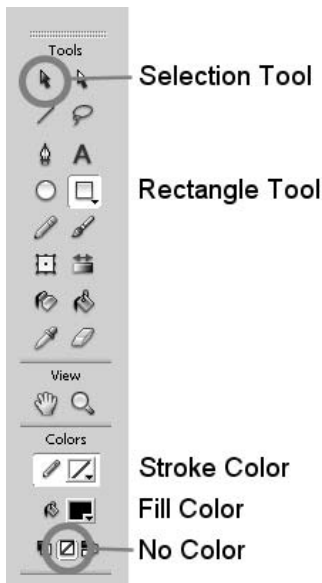 Tools
Selection Tool
A
Rectangle Tool
View
Colors
Stroke Color
Fill Color
No Color